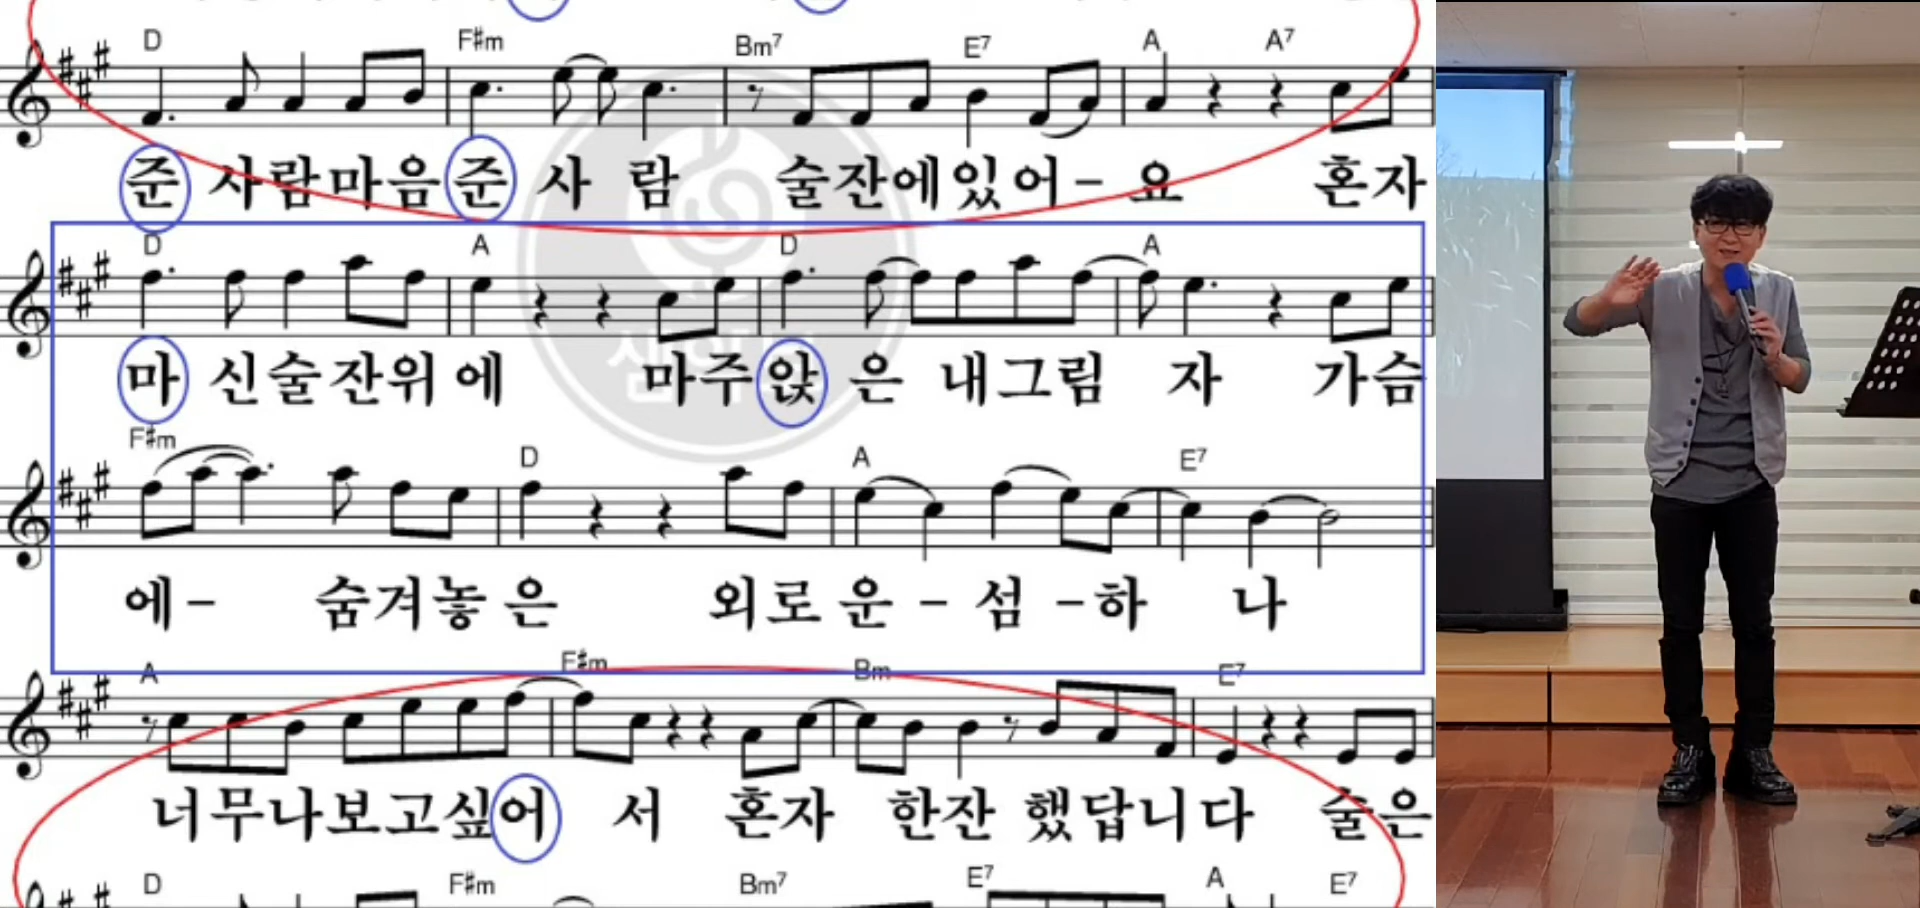 D F#m Bm7 E7 A A7
준 사람마음준 사 람 술잔에있어- 요 혼자
D A D A
마 신술잔위에 마주앉은 내그림 자 가슴
F#m D A E7
에- 숨겨놓은 외로운- 섬 -하 나
A F#m Bm E7
너무나보고싶어 서 혼자 한잔 했답니다 술은
D F#m Bm7 E7 A E7